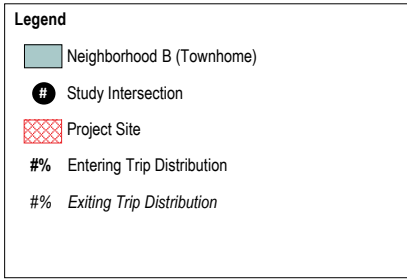 Legend
Neighborhood B (Townhome)
# Study Intersection
Project Site
#% Entering Trip Distribution
#% Exiting Trip Distribution